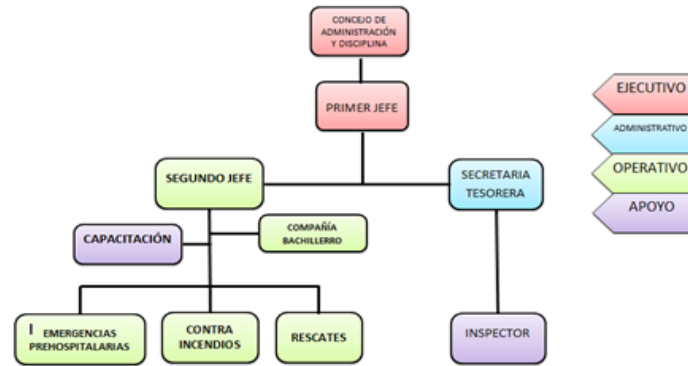 CONCEJO DE
ADMINISTRACIÓN
Y DISCIPLINA
PRIMER JEFE
EJECUTIVO
ADMINISTRATIVO
OPERATIVO
APOYO
SEGUNDO JEFE
SECRETARIA
TESORERA
CAPACITACIÓN
COMPAÑÍA
BACHILLERRO
I EMERGENCIAS
PREHOSPITALARIAS
CONTRA
INCENDIOS
RESCATES
INSPECTOR